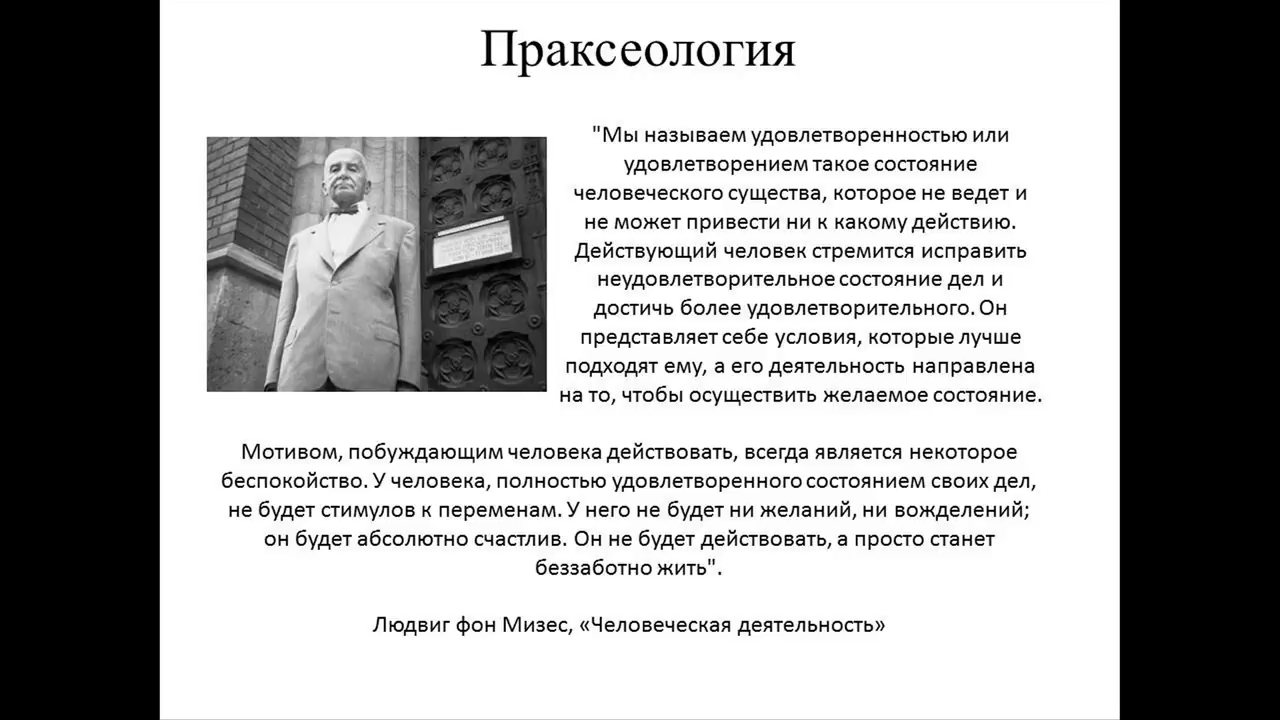 Праксеология
"Мы называем удовлетворенностью или
удовлетворением такое состояние
человеческого существа, которое не ведет и
не может привести ни к какому действию.
Действующий человек стремится исправить
неудовлетворительное состояние дел и
достичь более удовлетворительного. Он
представляет себе условия, которые лучше
подходят ему, а его деятельность направлена
на то, чтобы осуществить желаемое состояние.
Мотивом, побуждающим человека действовать, всегда является некоторое
беспокойство. У человека, полностью удовлетворенного состоянием своих дел,
не будет стимулов к переменам. У него не будет ни желаний, ни вожделений;
он будет абсолютно счастлив. Он не будет действовать, а просто станет
беззаботно жить".
Людвиг фон Мизес, «Человеческая деятельность»